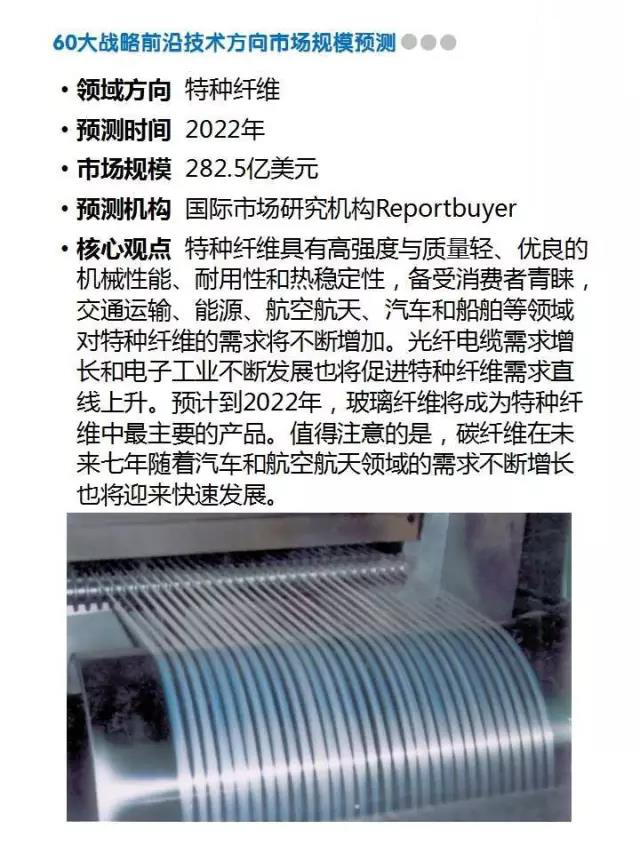 60大战略前沿技术方向市场规模预测
·领域方向 特种纤维
·预测时间 2022年
·市场规模 282.5亿美元
·预测机构 国际市场研究机构Reportbuyer
·核心观点 特种纤维具有高强度与质量轻、优良的
机械性能、耐用性和热稳定性，备受消费者青睐，
交通运输、能源、航空航天、汽车和船舶等领域
对特种纤维的需求将不断增加。光纤电缆需求增
长和电子工业不断发展也将促进特种纤维需求直
线上升。预计到2022年，玻璃纤维将成为特种纤
维中最主要的产品。值得注意的是，碳纤维在未
来七年随着汽车和航空航天领域的需求不断增长
也将迎来快速发展。